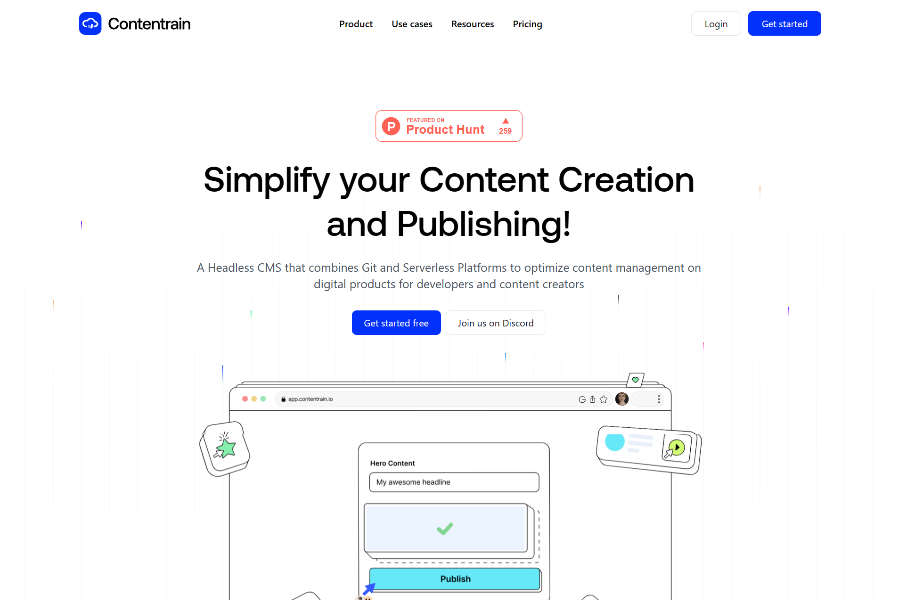 Contentrain
Product
Use cases
Resources
Pricing
Login
Get started
P
FEATURED ON
Product Hunt
259
Simplify your Content Creation
and Publishing!
A Headless CMS that combines Git and Serverless Platforms to optimize content management on
digital products for developers and content creators
Get started free
Join us on Discord
app.contentrain.io
Hero Content
My awesome headline
Publish